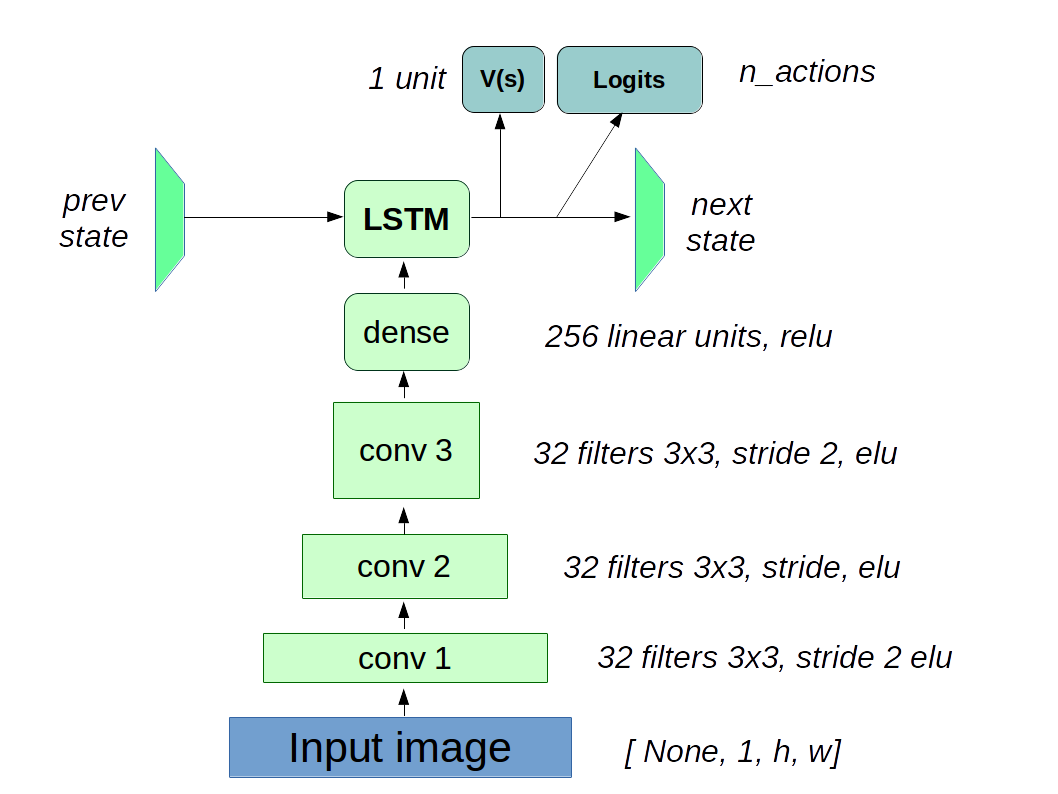 1 unit
V(s)
Logits
n_actions
prev
state
LSTM
next
state
dense
256 linear units, relu
conv 3
32 filters 3x3, stride 2, elu
conv 2
32 filters 3x3, stride, elu
conv 1
32 filters 3x3, stride 2 elu
Input image
[ None, 1, h, w]